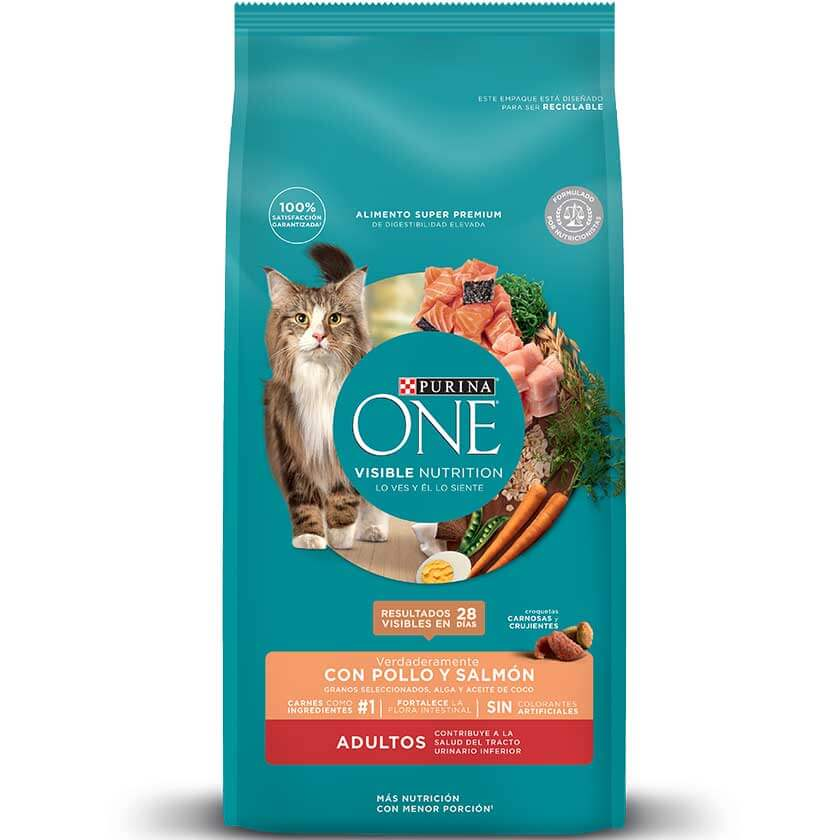 ESTE EMPAQUE ESTÁ DISEÑADO
PARA SER RECICLABLE
100%
SATISFACCIÓN
GARANTIZADA!
ALIMENTO SUPER PREMIUM
DE DIGESTIBILIDAD ELEVADA
FORMULADO
POR NUTRICIONISTAS
PURINA
ONE®
VISIBLE NUTRITION
LO VES Y ÉL LO SIENTE
RESULTADOS
VISIBLES EN
28
DÍAS
croquetas
CARNOSAS y
CRUJIENTES
Verdaderamente
CON POLLO Y SALMÓN
GRANOS SELECCIONADOS, ALGA Y ACEITE DE COCO
CARNES COMO
INGREDIENTES #1
FORTALECE LA
FLORA INTESTINAL
SIN COLORANTES
ARTIFICIALES
ADULTOS
CONTRIBUYE A LA
SALUD DEL TRACTO
URINARIO INFERIOR
MÁS NUTRICIÓN
CON MENOR PORCIÓN¹